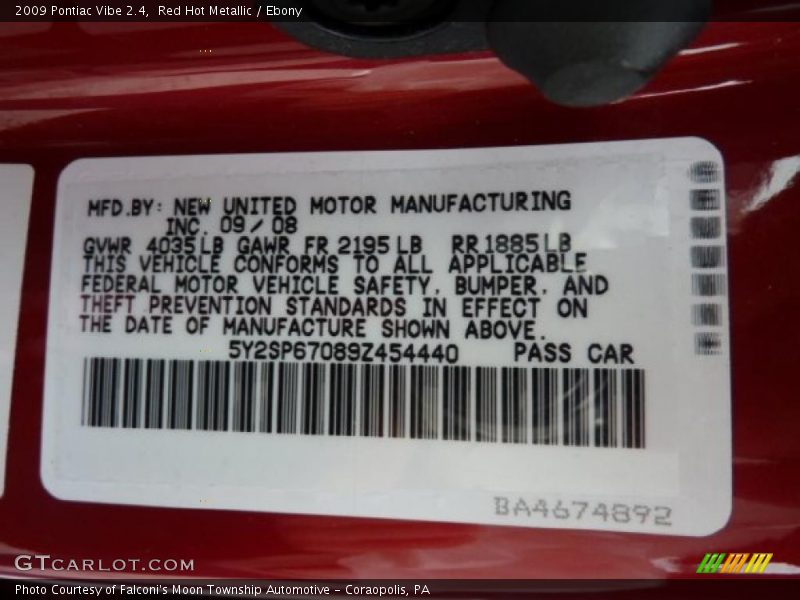 2009 Pontiac Vibe 2.4,  Red Hot Metallic / Ebony
MFD.BY: NEW UNITED MOTOR MANUFACTURING
INC. 09/08
GVWR 4035LB GAWR FR 2195LB RR1885LB
THIS VEHICLE CONFORMS TO ALL APPLICABLE
FEDERAL MOTOR VEHICLE SAFETY, BUMPER, AND
THEFT PREVENTION STANDARDS IN EFFECT ON
THE DATE OF MANUFACTURE SHOWN ABOVE.
5Y2SP67089Z454440 PASS CAR
BA4674892
GTCARLOT.COM
Photo Courtesy of Falconi's Moon Township Automotive - Coraopolis, PA